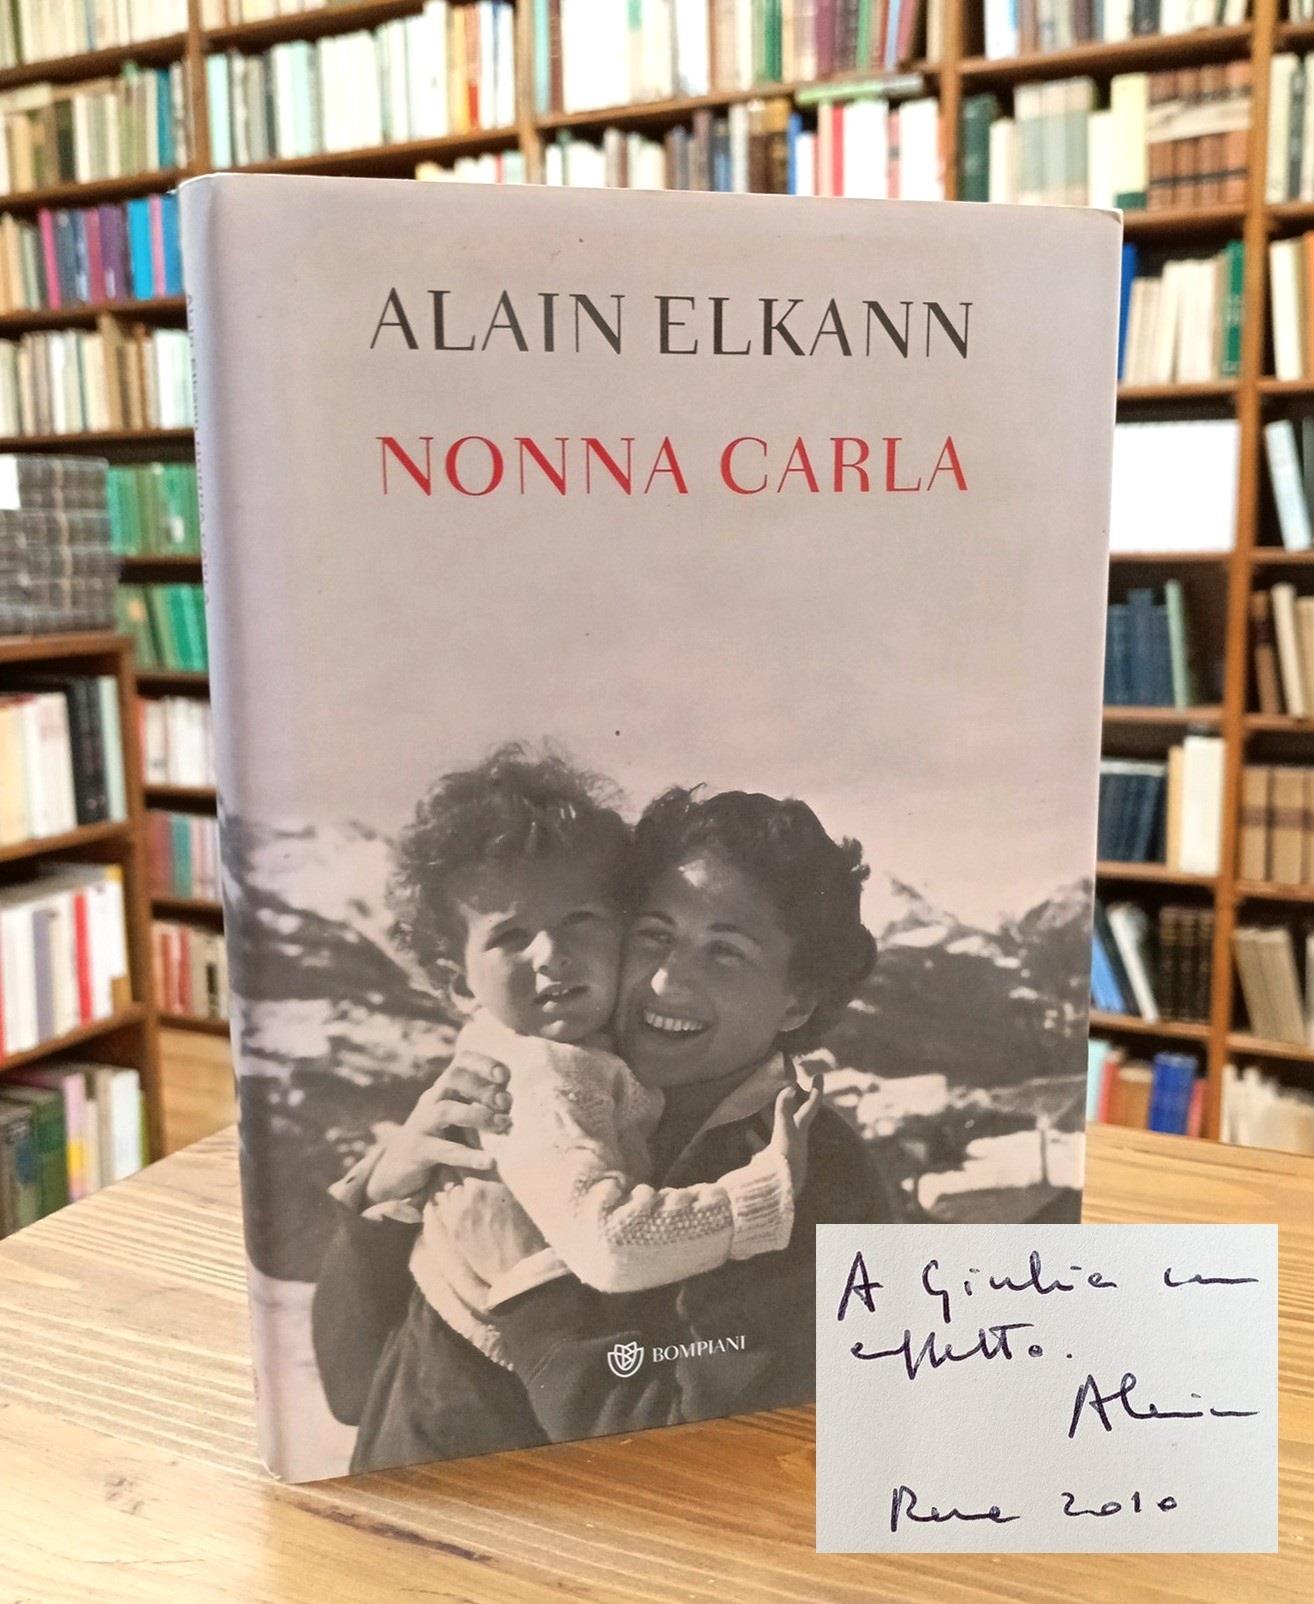 ALAIN ELKANN
NONNA CARLA
BOMPIANI
A Giulia con
affetto.
Alain
Roma 2010